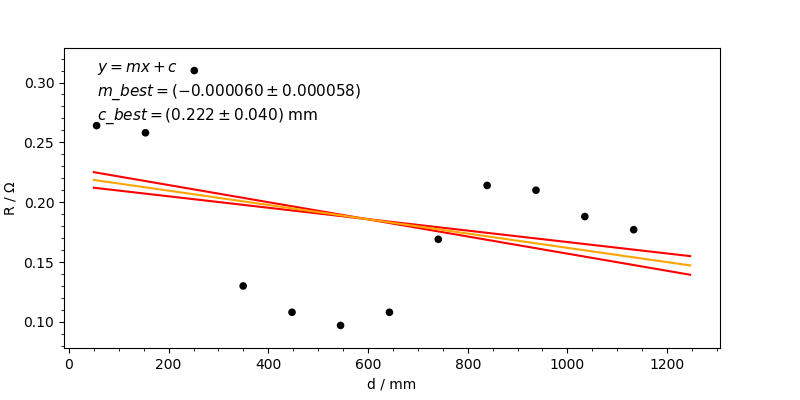 y = mx + c
m_best = (−0.000060 ± 0.000058)
c_best = (0.222 ± 0.040) mm
R / Ω
0.30
0.25
0.20
0.15
0.10
0 200 400 600 800 1000 1200
d / mm